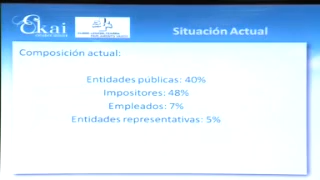 Ekai
Situación Actual
Composición actual:
Entidades públicas: 40%
Impositores: 48%
Empleados: 7%
Entidades representativas: 5%